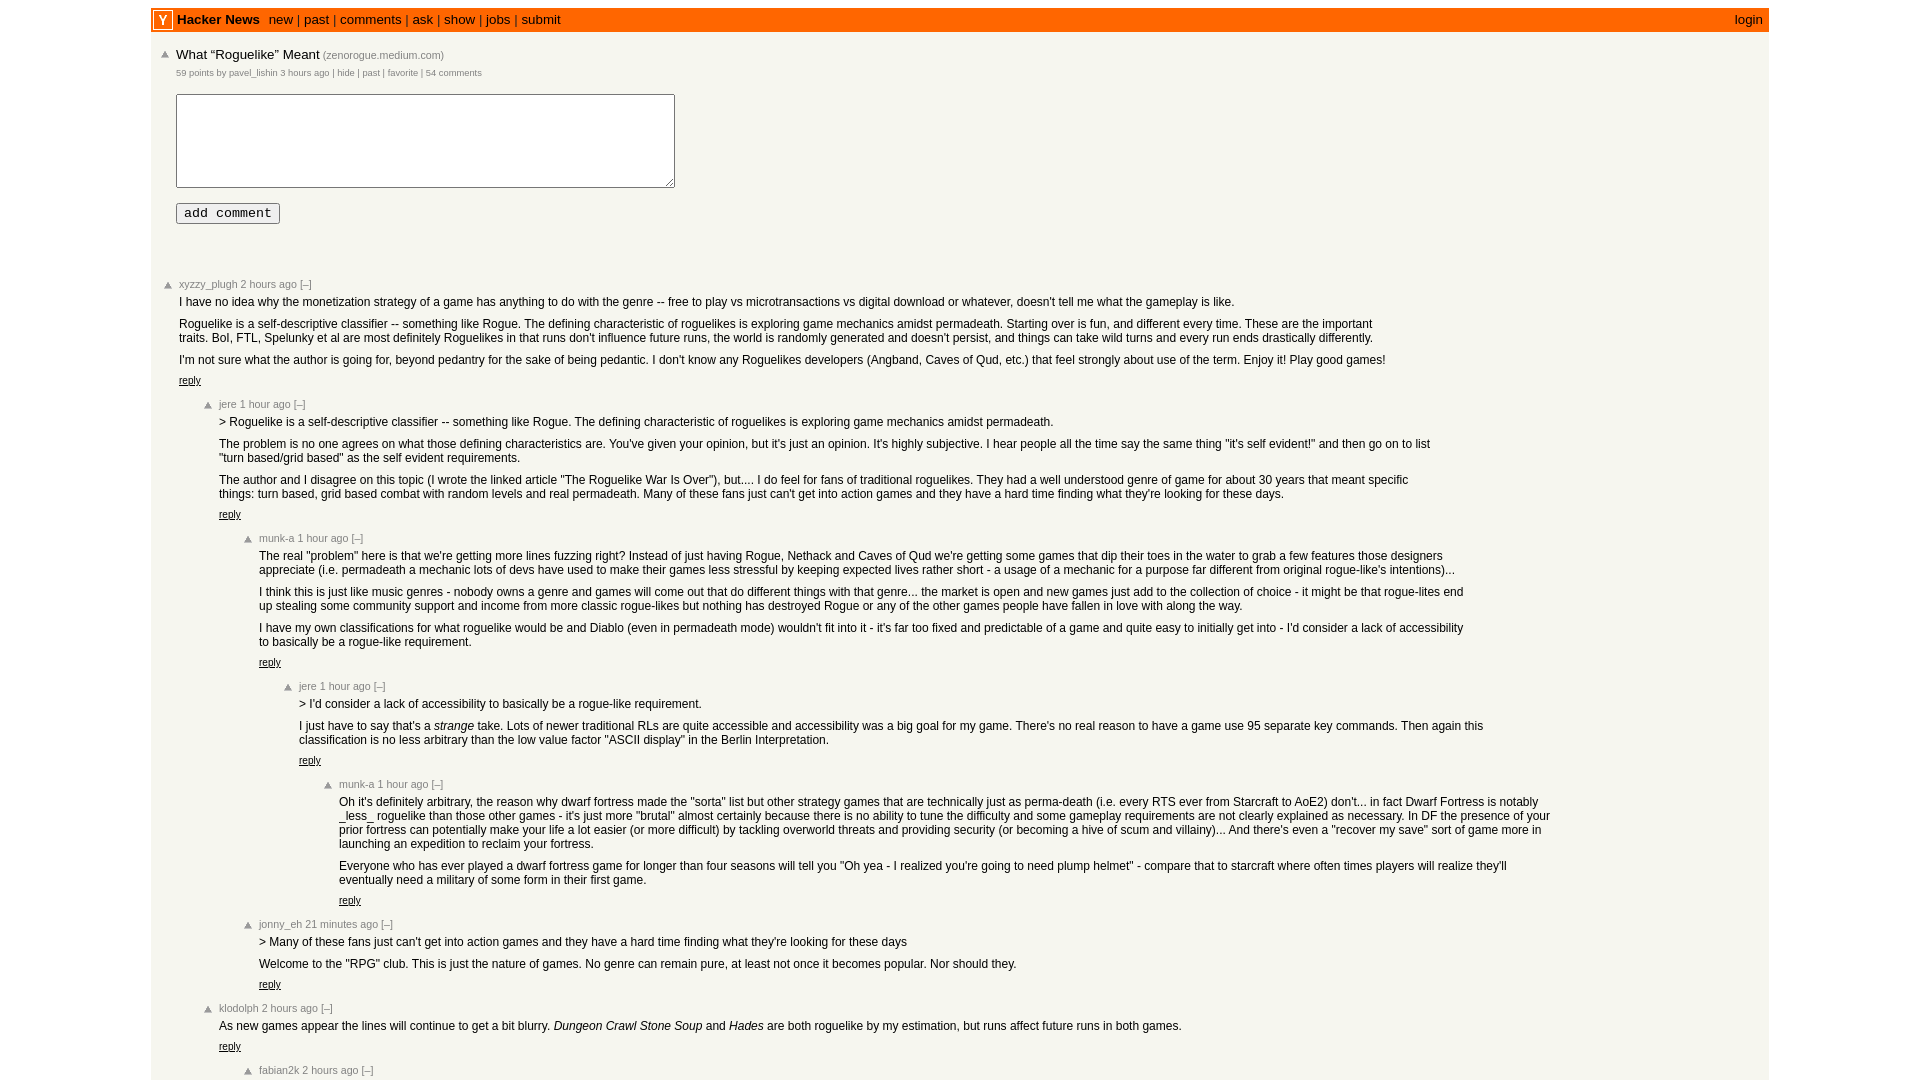 Y Hacker News new | past | comments | ask | show | jobs | submit login
What “Roguelike” Meant (zenorogue.medium.com)
59 points by pavel_lishin 3 hours ago | hide | past | favorite | 54 comments
add comment
xyzzy_plugh 2 hours ago [–]
I have no idea why the monetization strategy of a game has anything to do with the genre -- free to play vs microtransactions vs digital download or whatever, doesn't tell me what the gameplay is like.
Roguelike is a self-descriptive classifier -- something like Rogue. The defining characteristic of roguelikes is exploring game mechanics amidst permadeath. Starting over is fun, and different every time. These are the important
traits. BoI, FTL, Spelunky et al are most definitely Roguelikes in that runs don't influence future runs, the world is randomly generated and doesn't persist, and things can take wild turns and every run ends drastically differently.
I'm not sure what the author is going for, beyond pedantry for the sake of being pedantic. I don't know any Roguelikes developers (Angband, Caves of Qud, etc.) that feel strongly about use of the term. Enjoy it! Play good games!
reply
jere 1 hour ago [–]
> Roguelike is a self-descriptive classifier -- something like Rogue. The defining characteristic of roguelikes is exploring game mechanics amidst permadeath.
The problem is no one agrees on what those defining characteristics are. You've given your opinion, but it's just an opinion. It's highly subjective. I hear people all the time say the same thing "it's self evident!" and then go on to list
"turn based/grid based" as the self evident requirements.
The author and I disagree on this topic (I wrote the linked article "The Roguelike War Is Over"), but.... I do feel for fans of traditional roguelikes. They had a well understood genre of game for about 30 years that meant specific
things: turn based, grid based combat with random levels and real permadeath. Many of these fans just can't get into action games and they have a hard time finding what they're looking for these days.
reply
munk-a 1 hour ago [–]
The real "problem" here is that we're getting more lines fuzzing right? Instead of just having Rogue, Nethack and Caves of Qud we're getting some games that dip their toes in the water to grab a few features those designers
appreciate (i.e. permadeath a mechanic lots of devs have used to make their games less stressful by keeping expected lives rather short - a usage of a mechanic for a purpose far different from original rogue-like's intentions)...
I think this is just like music genres - nobody owns a genre and games will come out that do different things with that genre... the market is open and new games just add to the collection of choice - it might be that rogue-lites end
up stealing some community support and income from more classic rogue-likes but nothing has destroyed Rogue or any of the other games people have fallen in love with along the way.
I have my own classifications for what roguelike would be and Diablo (even in permadeath mode) wouldn't fit into it - it's far too fixed and predictable of a game and quite easy to initially get into - I'd consider a lack of accessibility
to basically be a rogue-like requirement.
reply
jere 1 hour ago [–]
> I'd consider a lack of accessibility to basically be a rogue-like requirement.
I just have to say that's a strange take. Lots of newer traditional RLs are quite accessible and accessibility was a big goal for my game. There's no real reason to have a game use 95 separate key commands. Then again this
classification is no less arbitrary than the low value factor "ASCII display" in the Berlin Interpretation.
reply
munk-a 1 hour ago [–]
Oh it's definitely arbitrary, the reason why dwarf fortress made the "sorta" list but other strategy games that are technically just as perma-death (i.e. every RTS ever from Starcraft to AoE2) don't... in fact Dwarf Fortress is notably
_less_ roguelike than those other games - it's just more "brutal" almost certainly because there is no ability to tune the difficulty and some gameplay requirements are not clearly explained as necessary. In DF the presence of your
prior fortress can potentially make your life a lot easier (or more difficult) by tackling overworld threats and providing security (or becoming a hive of scum and villainy)... And there's even a "recover my save" sort of game more in
launching an expedition to reclaim your fortress.
Everyone who has ever played a dwarf fortress game for longer than four seasons will tell you "Oh yea - I realized you're going to need plump helmet" - compare that to starcraft where often times players will realize they'll
eventually need a military of some form in their first game.
reply
jonny_eh 21 minutes ago [–]
> Many of these fans just can't get into action games and they have a hard time finding what they're looking for these days
Welcome to the "RPG" club. This is just the nature of games. No genre can remain pure, at least not once it becomes popular. Nor should they.
reply
klodolph 2 hours ago [–]
As new games appear the lines will continue to get a bit blurry. Dungeon Crawl Stone Soup and Hades are both roguelike by my estimation, but runs affect future runs in both games.
reply
fabian2k 2 hours ago [–]